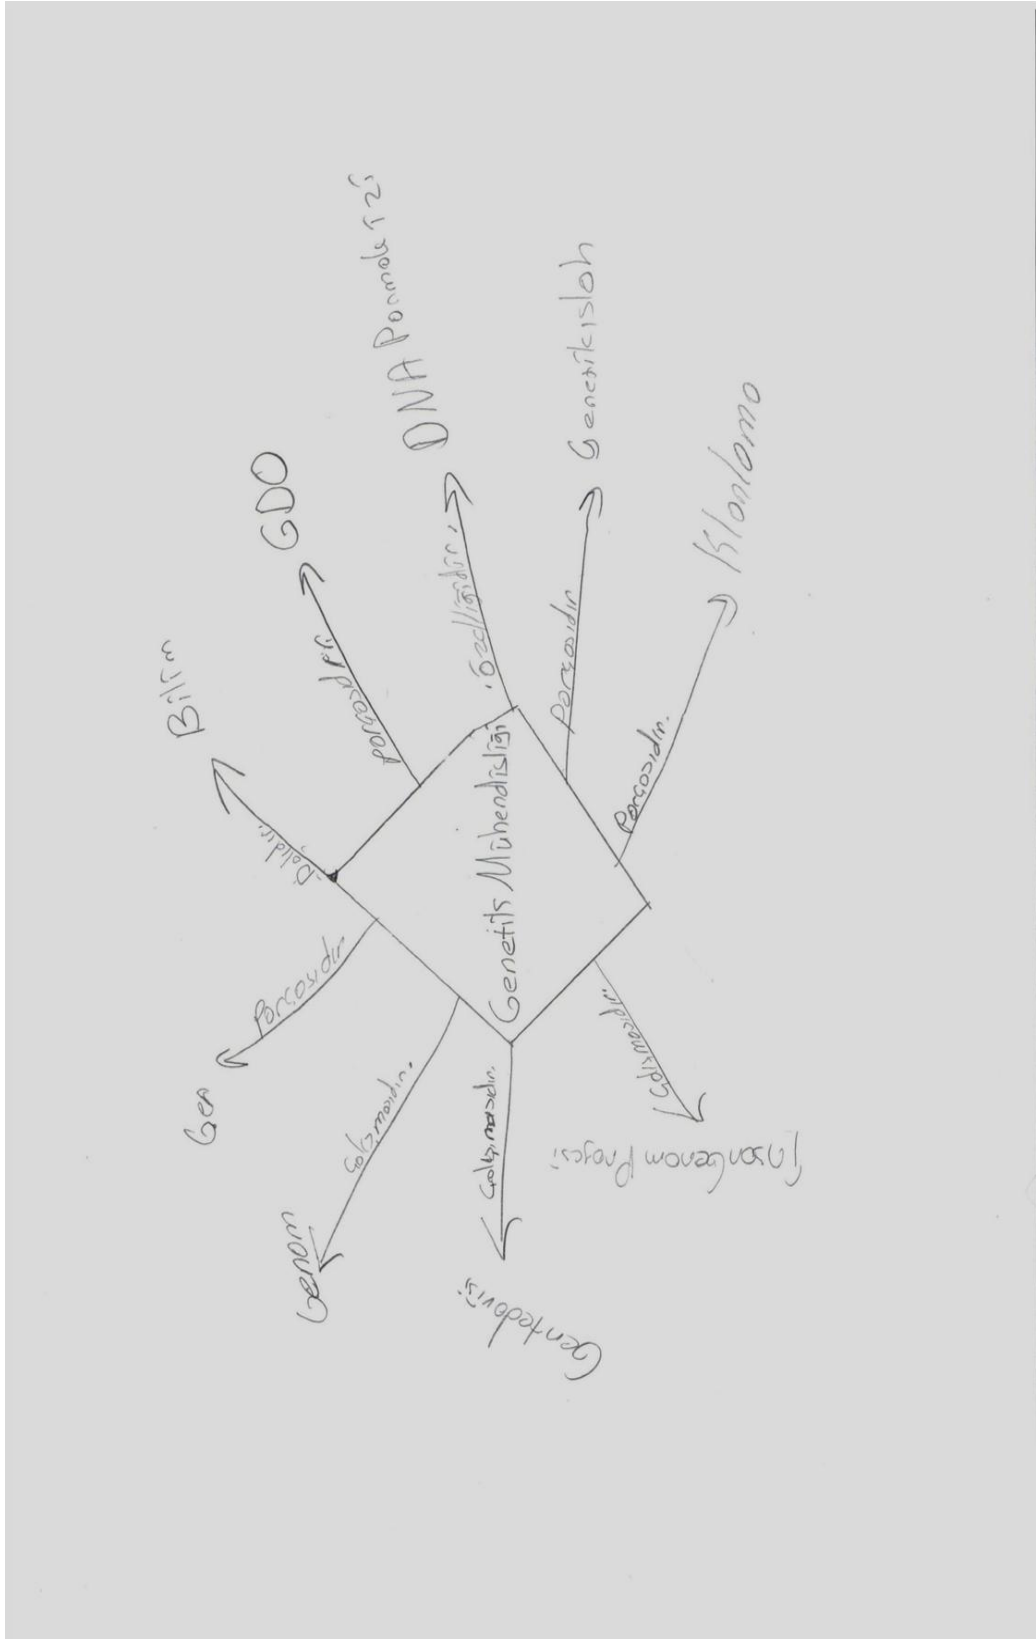 Genetik Mühendisliği
Dalıdır.
Bilim
Parçasıdır.
GDO
Özelliğidir.
DNA Parmak İzi
Parçasıdır
Genetik ıslah
Parçasıdır.
Klonlama
Çalışmasıdır.
İnsan Genom Projesi
Çalışmasıdır.
Gen tedavisi
Çalışmasıdır.
Genom
Parçasıdır
Gen